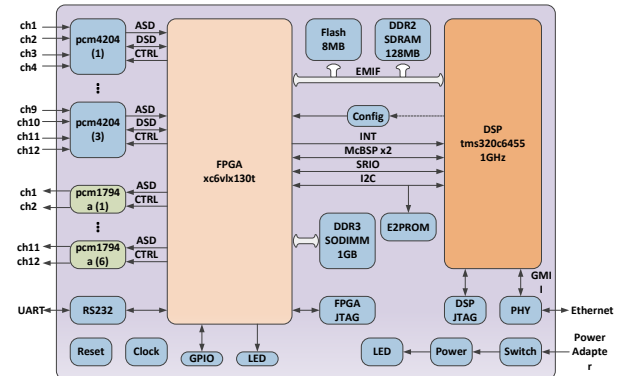 ch1
ch2
ch3
ch4
pcm4204
(1)
ASD
DSD
CTRL
ch9
ch10
ch11
ch12
pcm4204
(3)
ASD
DSD
CTRL
ch1
ch2
pcm1794
a (1)
ASD
CTRL
ch11
ch12
pcm1794
a (6)
ASD
CTRL
UART
RS232
Reset
Clock
FPGA
xc6vlx130t
GPIO
LED
Flash
8MB
DDR2
SDRAM
128MB
EMIF
Config
INT
McBSP x2
SRIO
I2C
E2PROM
DDR3
SODIMM
1GB
FPGA
JTAG
DSP
tms320c6455
1GHz
GMI
I
DSP
JTAG
PHY
Ethernet
LED
Power
Switch
Power
Adapte
r